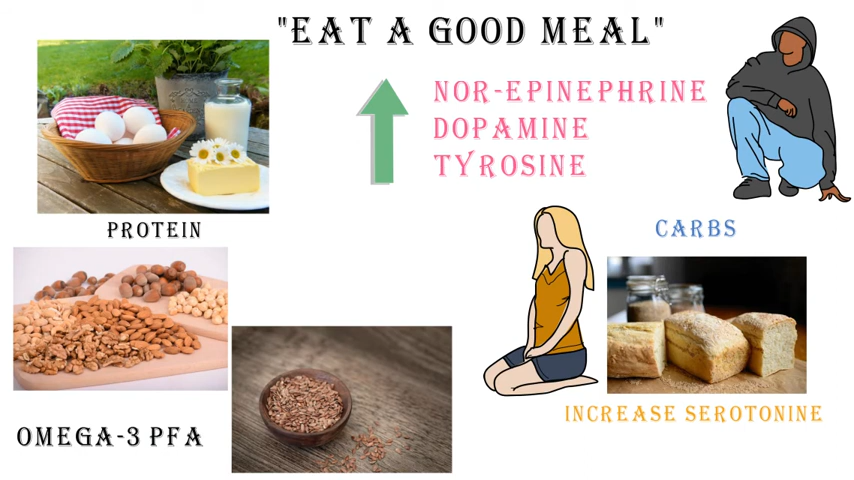 "EAT A GOOD MEAL"
NOR-EPINEPHRINE
DOPAMINE
TYROSINE
PROTEIN
CARBS
INCREASE SEROTONINE
OMEGA-3 PFA